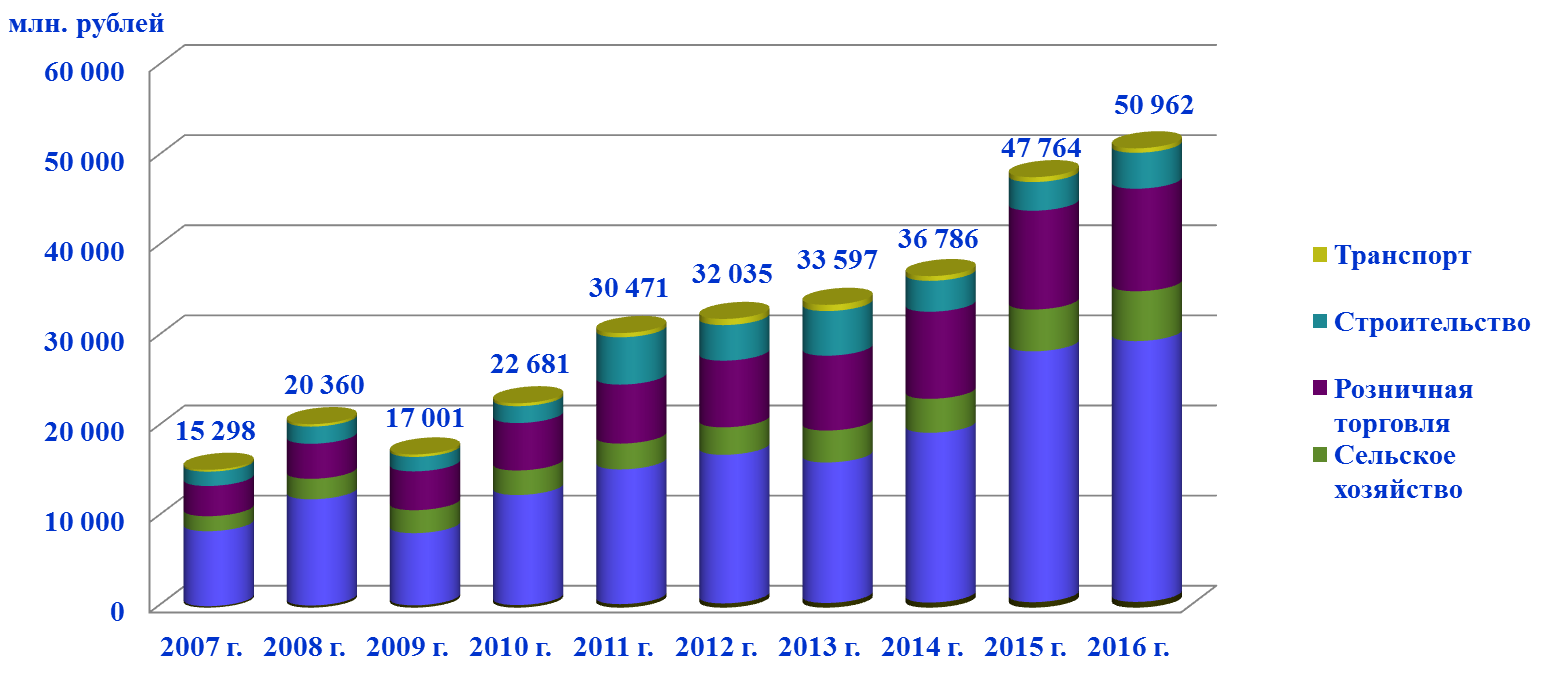 млн. рублей
60 000
50 000
40 000
30 000
20 000
10 000
0
15 298
20 360
17 001
22 681
30 471
32 035
33 597
36 786
47 764
50 962
2007 г.
2008 г.
2009 г.
2010 г.
2011 г.
2012 г.
2013 г.
2014 г.
2015 г.
2016 г.
Транспорт
Строительство
Розничная
торговля
Сельское
хозяйство